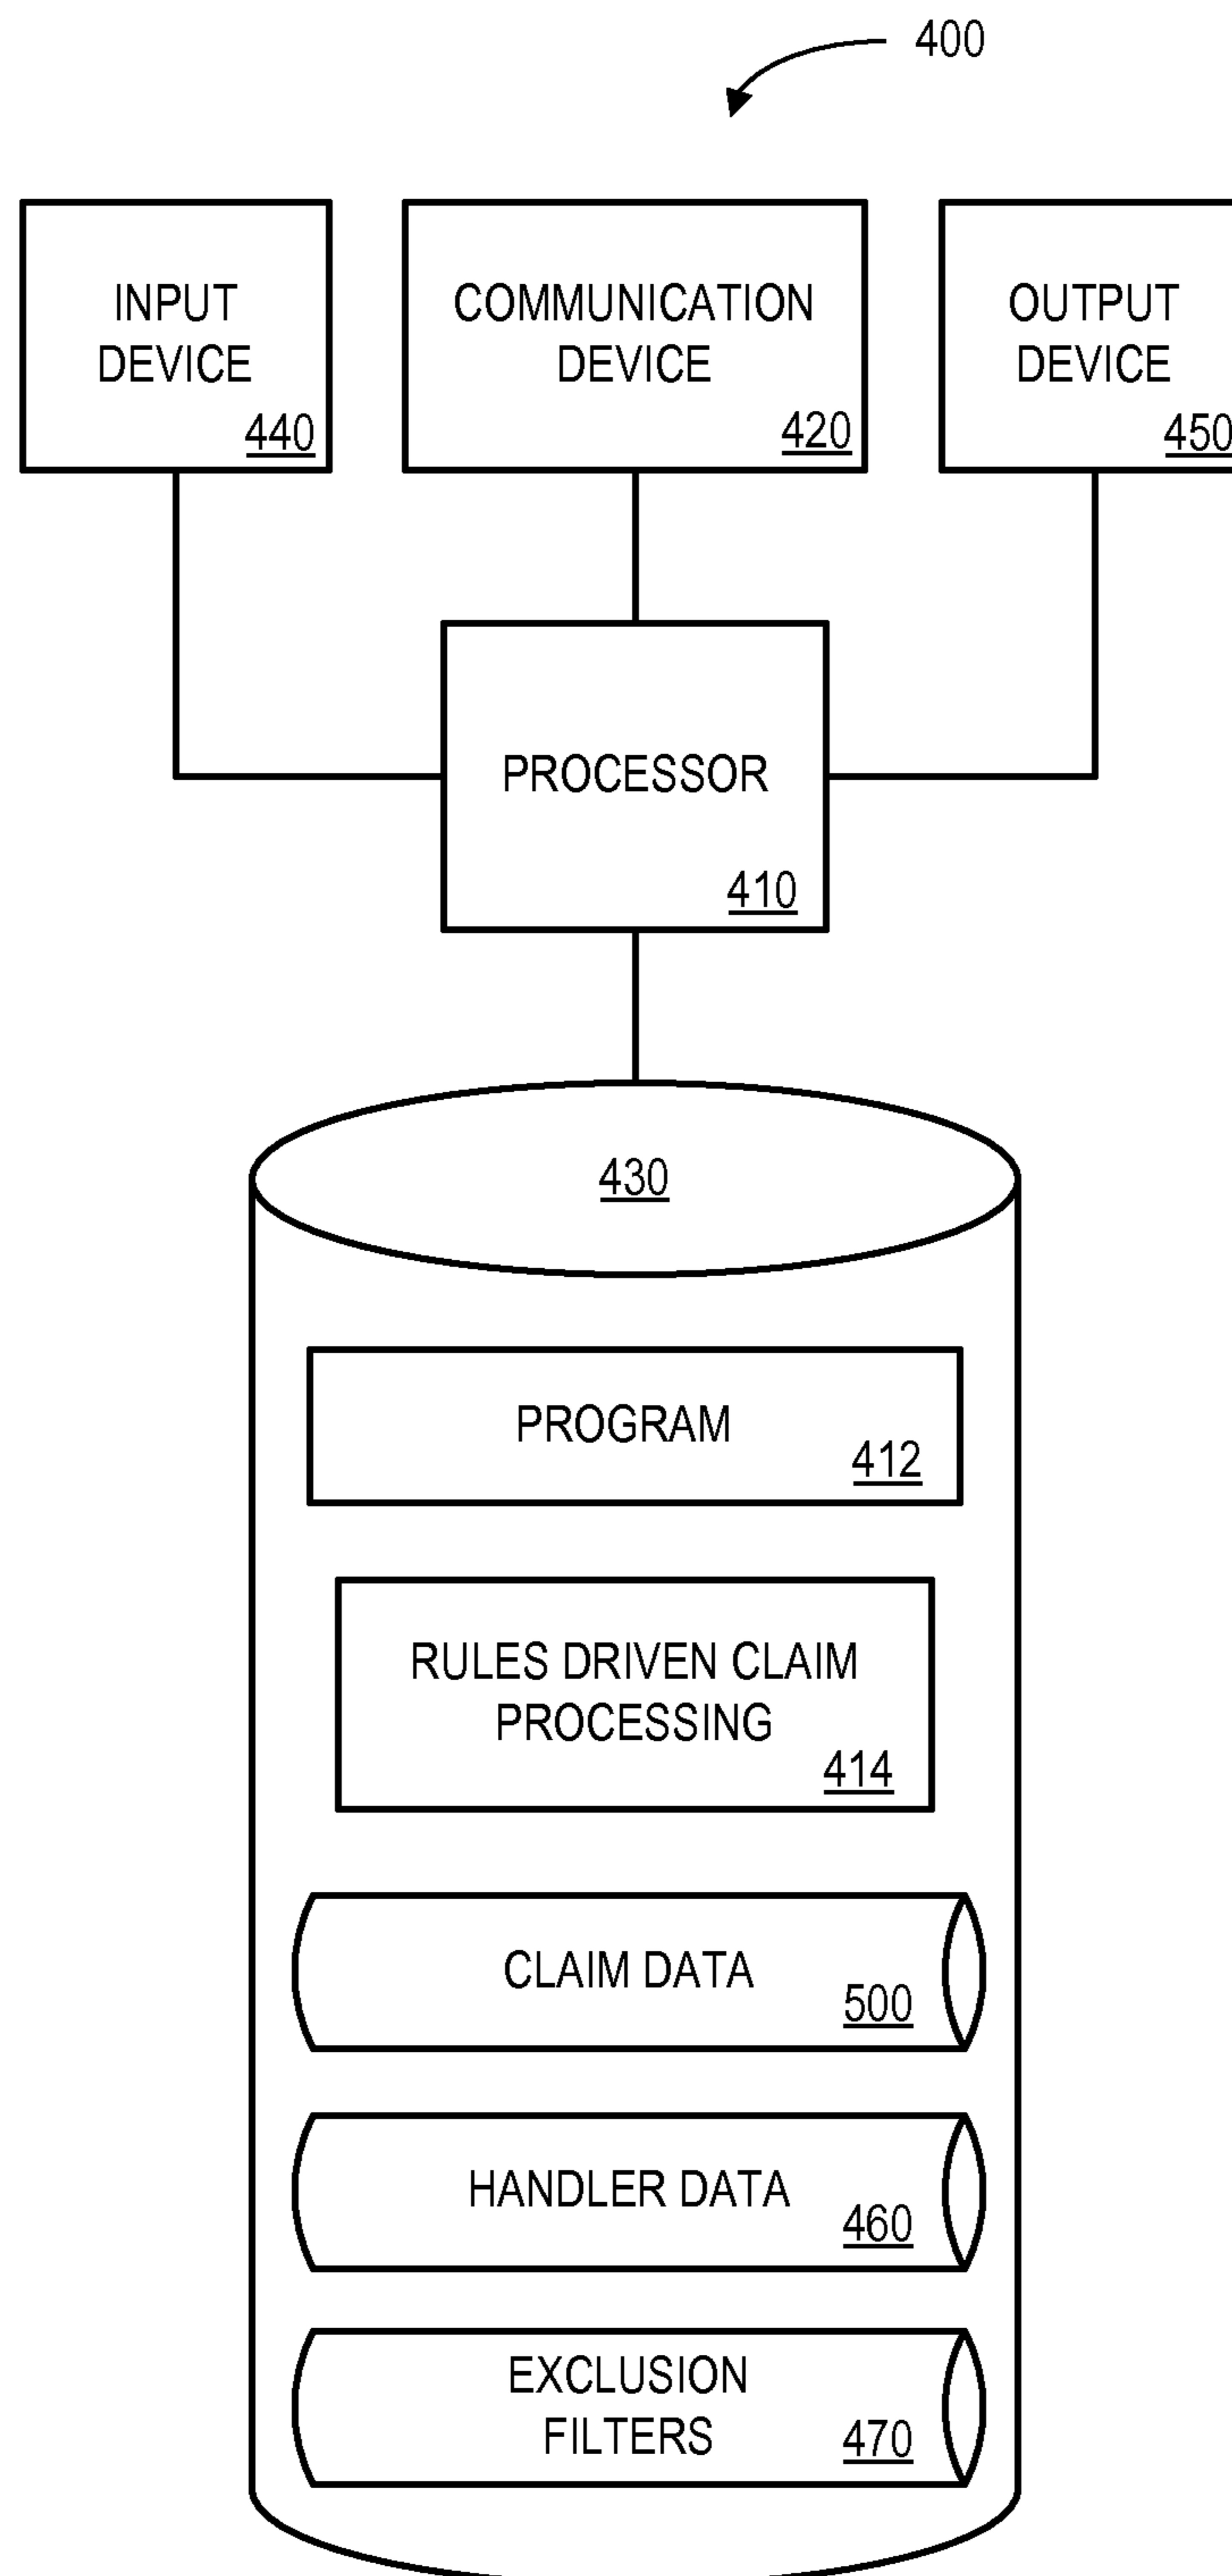 400
INPUT
DEVICE
440
COMMUNICATION
DEVICE
420
OUTPUT
DEVICE
450
PROCESSOR
410
430
PROGRAM
412
RULES DRIVEN CLAIM
PROCESSING
414
CLAIM DATA
500
HANDLER DATA
460
EXCLUSION
FILTERS
470